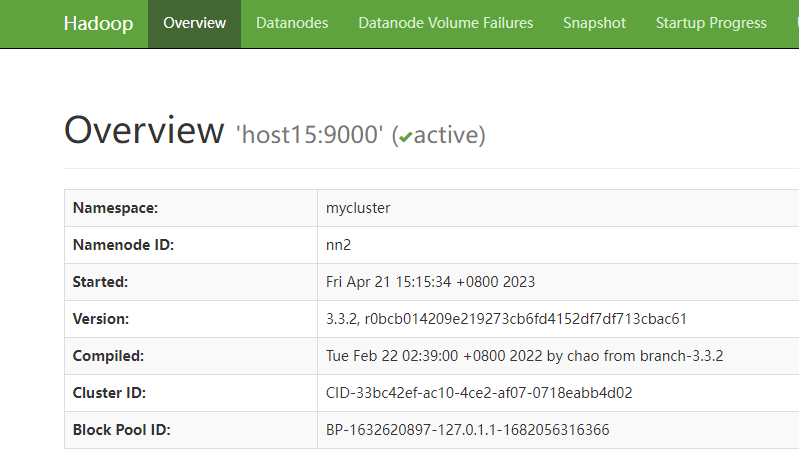 Hadoop Overview Datanodes Datanode Volume Failures Snapshot Startup Progress
Overview 'host15:9000' (✔active)
Namespace: mycluster
Namenode ID: nn2
Started: Fri Apr 21 15:15:34 +0800 2023
Version: 3.3.2, r0bcb014209e219273cb6fd4152df7df713cbac61
Compiled: Tue Feb 22 02:39:00 +0800 2022 by chao from branch-3.3.2
Cluster ID: CID-33bc42ef-ac10-4ce2-af07-0718eabb4d02
Block Pool ID: BP-1632620897-127.0.1.1-1682056316366